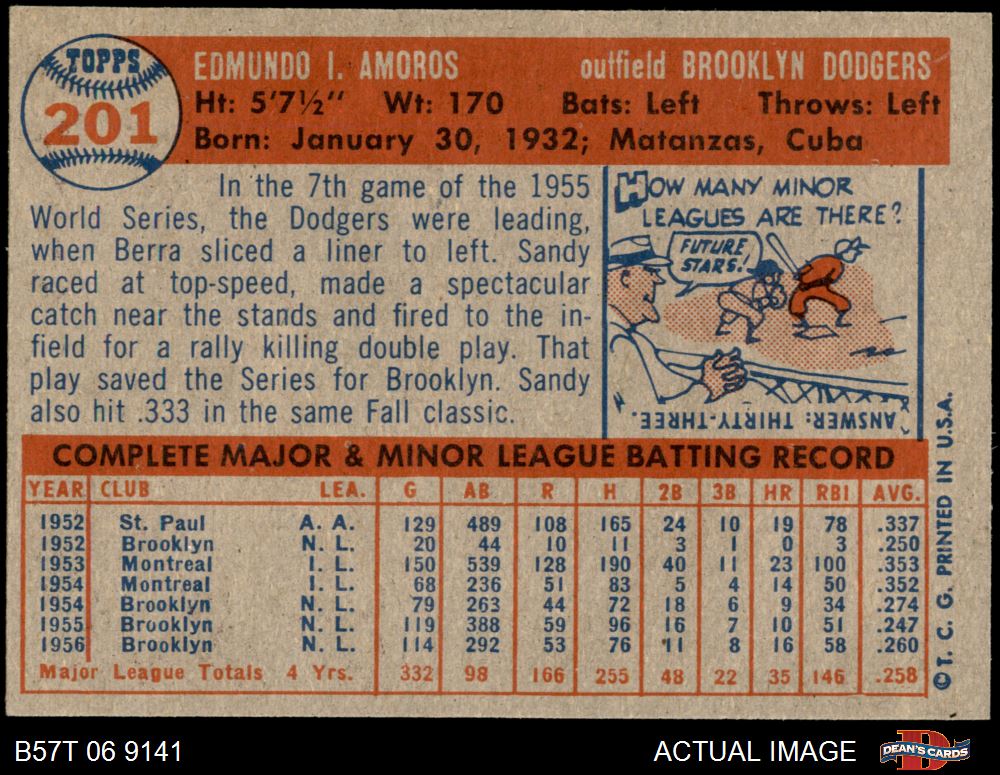 TOPPS
201
EDMUNDO I. AMOROS outfield BROOKLYN DODGERS
Ht: 5'7½" Wt: 170 Bats: Left Throws: Left
Born: January 30, 1932; Matanzas, Cuba
In the 7th game of the 1955
World Series, the Dodgers were leading,
when Berra sliced a liner to left. Sandy
raced at top-speed, made a spectacular
catch near the stands and fired to the in-
field for a rally killing double play. That
play saved the Series for Brooklyn. Sandy
also hit .333 in the same Fall classic.
HOW MANY MINOR
LEAGUES ARE THERE?
FUTURE
STARS!
ANSWER: THIRTY-THREE.
COMPLETE MAJOR & MINOR LEAGUE BATTING RECORD
YEAR CLUB LEA. G AB R H 2B 3B HR RBI AVG.
1952 St. Paul A. A. 129 489 108 165 24 10 19 78 .337
1952 Brooklyn N. L. 20 44 10 11 3 1 0 3 .250
1953 Montreal I. L. 150 539 128 190 40 11 23 100 .353
1954 Montreal I. L. 68 236 51 83 5 4 14 50 .352
1954 Brooklyn N. L. 79 263 44 72 18 6 9 34 .274
1955 Brooklyn N. L. 119 388 59 96 16 7 10 51 .247
1956 Brooklyn N. L. 114 292 53 76 11 8 16 58 .260
Major League Totals 4 Yrs. 332 98 166 255 48 22 35 146 .258
© T. C. G. PRINTED IN U.S.A.
B57T 06 9141 ACTUAL IMAGE DEAN'S CARDS